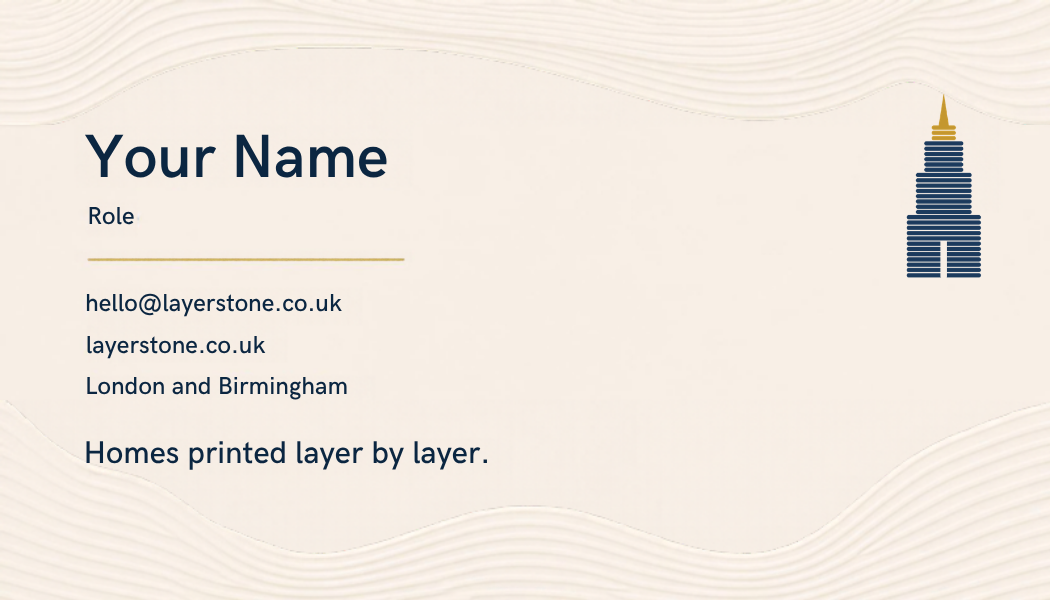 Your Name
Role
hello@layerstone.co.uk
layerstone.co.uk
London and Birmingham
Homes printed layer by layer.